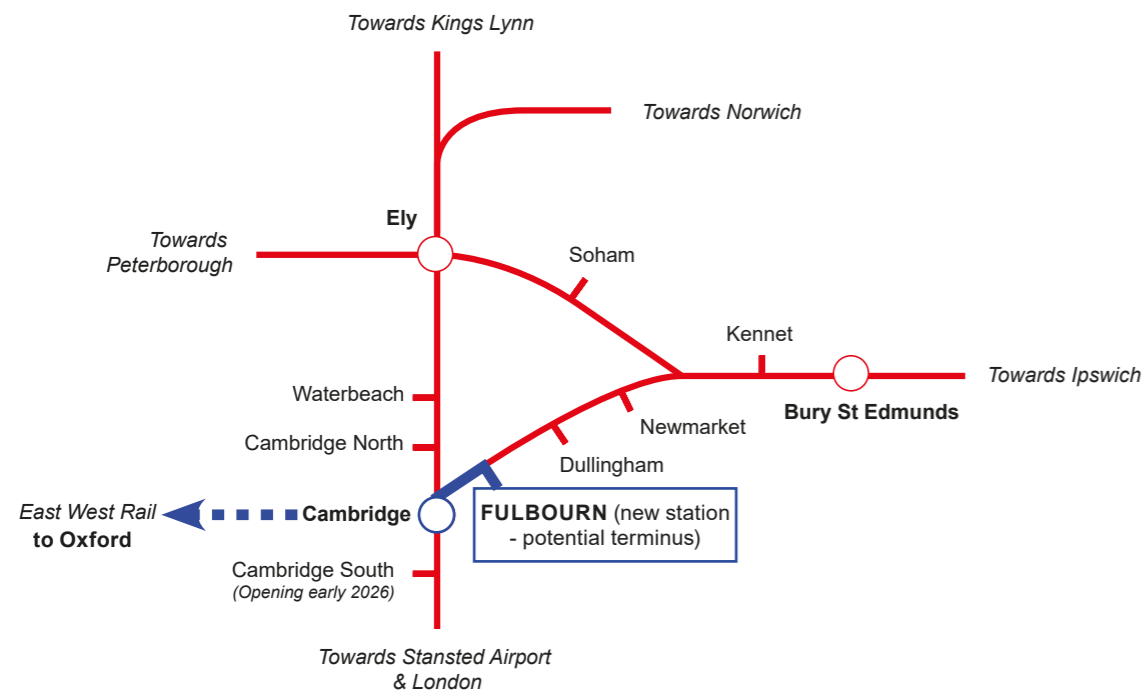 Towards Kings Lynn
Towards Norwich
Ely
Towards
Peterborough
Soham
Kennet
Towards Ipswich
Bury St Edmunds
Waterbeach
Newmarket
Cambridge North
Dullingham
East West Rail
to Oxford
Cambridge
FULBOURN (new station
- potential terminus)
Cambridge South
(Opening early 2026)
Towards Stansted Airport
& London